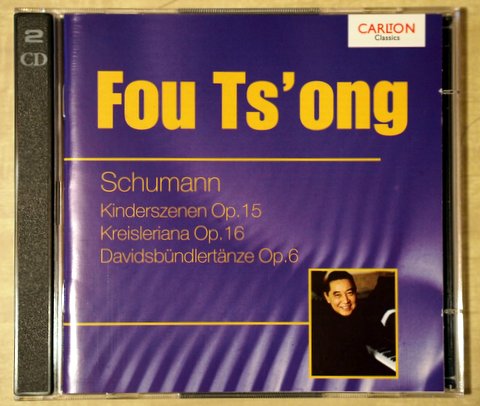 2
CD
CARLTON
Classics
Fou Ts'ong
Schumann
Kinderszenen Op.15
Kreisleriana Op.16
Davidsbündlertänze Op.6